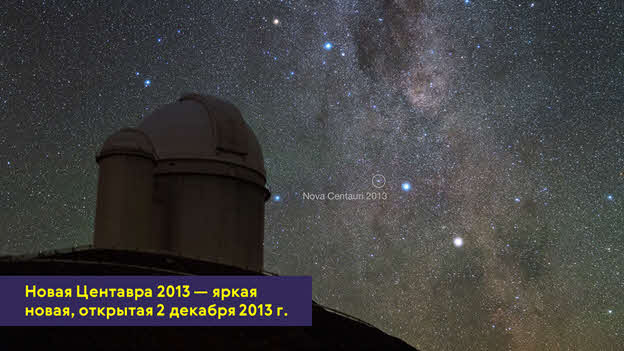 Nova Centauri 2013
Новая Центавра 2013 — яркая
новая, открытая 2 декабря 2013 г.